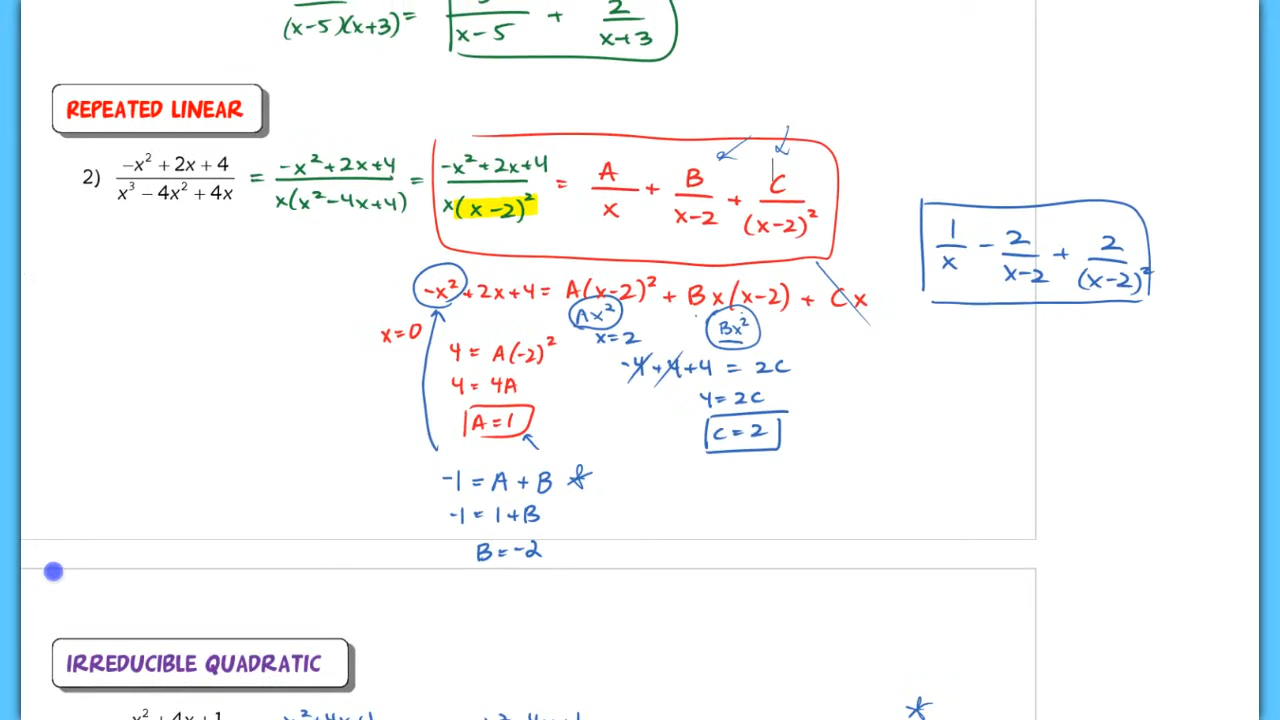 (x-5)(x+3) = x-5 + 2/(x+3)
REPEATED LINEAR
2) (-x² + 2x + 4)/(x³ - 4x² + 4x) = (-x²+2x+4)/(x(x²-4x+4)) = (-x²+2x+4)/(x(x-2)²) = A/x + B/(x-2) + C/(x-2)²
1/x - 2/(x-2) + 2/(x-2)²
-x²+2x+4 = A(x-2)² + Bx(x-2) + Cx
Ax² Bx²
x=0 x=2
4 = A(-2)² -4+4+4 = 2C
4 = 4A 4=2C
A=1 C=2
-1 = A + B *
-1 = 1+B
B=-2
IRREDUCIBLE QUADRATIC
*